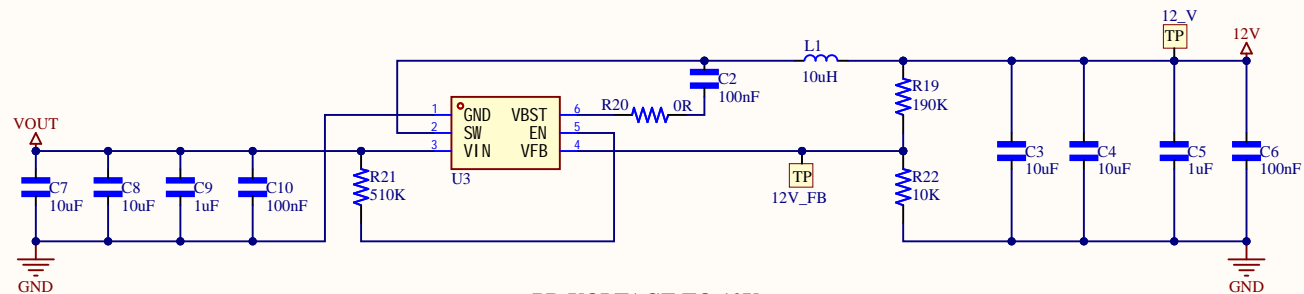 12_V
TP
12V
L1
10uH
C2
100nF
R19
190K
R20
0R
1
GND
VBST
6
2
SW
EN
5
3
VIN
VFB
4
U3
VOUT
C7
10uF
C8
10uF
C9
1uF
C10
100nF
R21
510K
TP
12V_FB
R22
10K
C3
10uF
C4
10uF
C5
1uF
C6
100nF
GND
GND